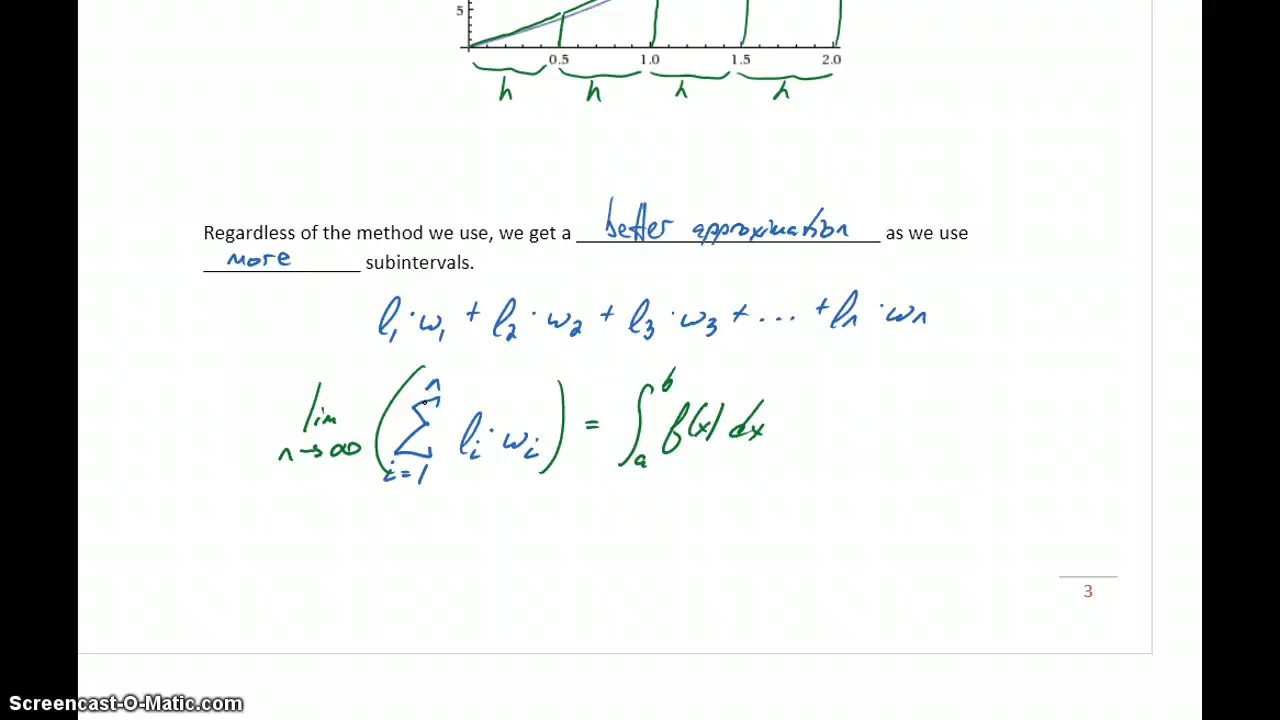 5
0.5 1.0 1.5 2.0
h h h h
Regardless of the method we use, we get a better approximation as we use
more subintervals.
l₁·w₁ + l₂·w₂ + l₃·w₃ + ... + lₙ·wₙ
lim n→∞ (∑ i=1 n lᵢ·wᵢ) = ∫ₐᵇ f(x) dx
3
Screencast-O-Matic.com